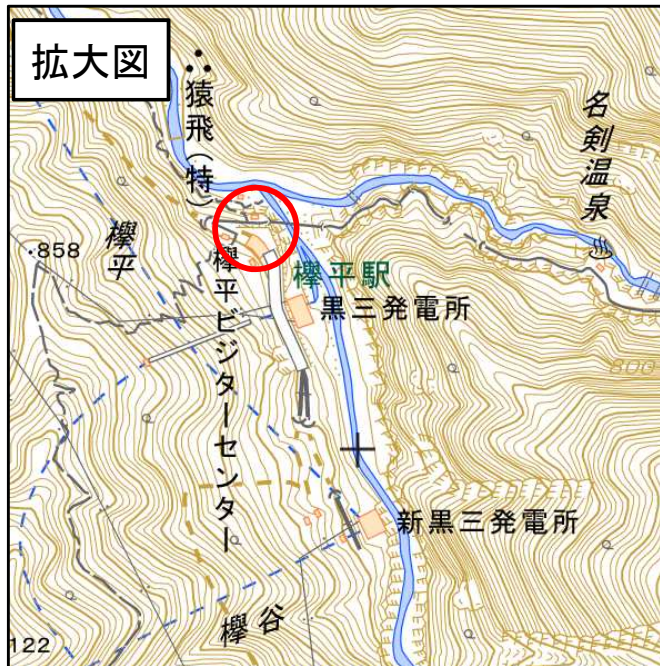 拡大図
猿飛(特)
名剣温泉
・858
欅平
欅平駅
欅平ビジターセンター
黒三発電所
800
新黒三発電所
欅谷
122